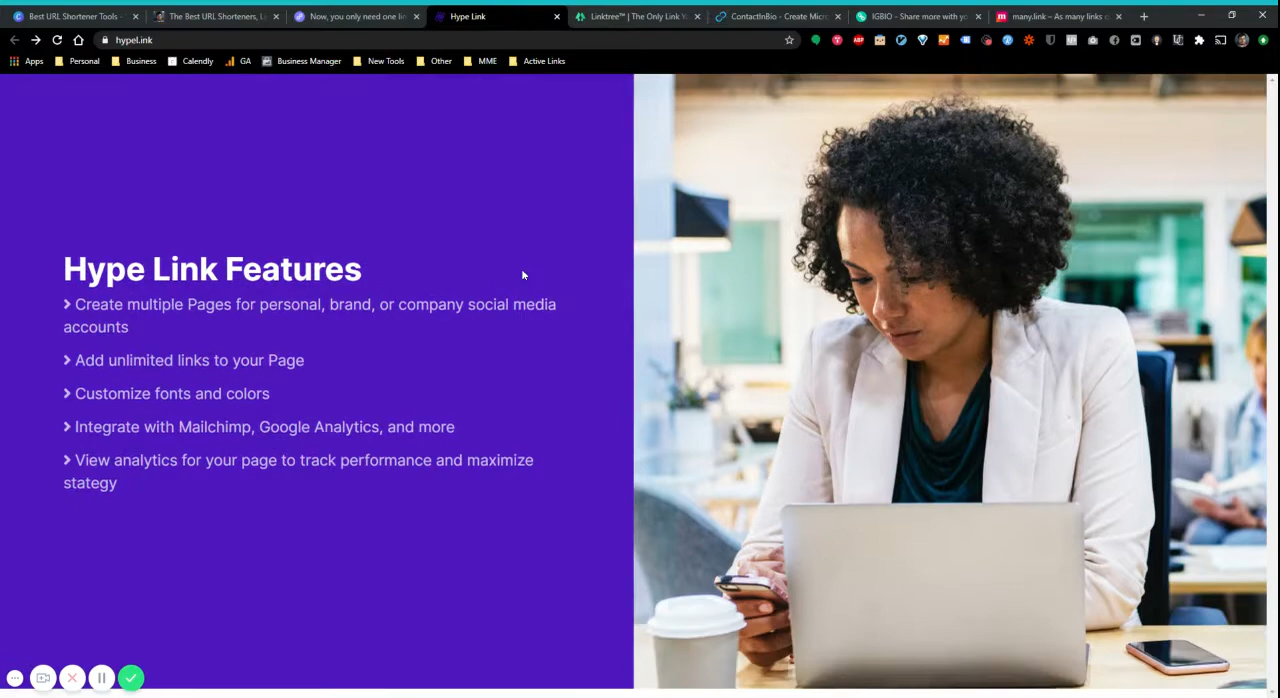 Best URL Shortener Tools -
The Best URL Shorteners, Li
Now, you only need one lin
Hype Link
Linktree™ | The Only Link Yo
ContactInBio - Create Micro
IGBIO - Share more with yo
many.link – As many links o
hypel.ink
Apps
Personal
Business
Calendly
GA
Business Manager
New Tools
Other
MME
Active Links
Hype Link Features
Create multiple Pages for personal, brand, or company social media
accounts
Add unlimited links to your Page
Customize fonts and colors
Integrate with Mailchimp, Google Analytics, and more
View analytics for your page to track performance and maximize
stategy